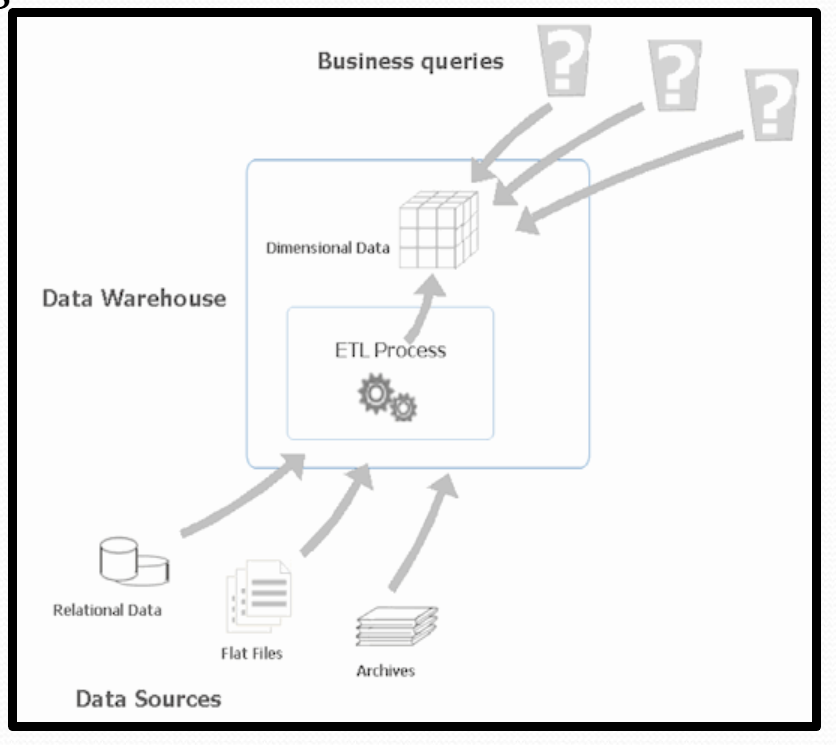 Business queries
?
?
?
Dimensional Data
Data Warehouse
ETL Process
Relational Data
Flat Files
Archives
Data Sources